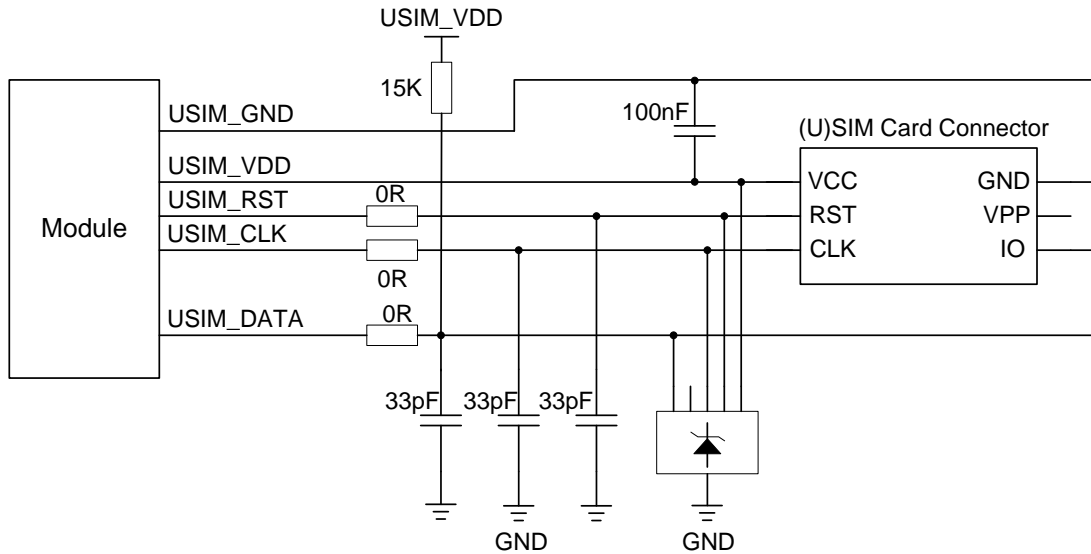 USIM_VDD
15K
USIM_GND
100nF
(U)SIM Card Connector
USIM_VDD
VCC
GND
USIM_RST
0R
RST
VPP
Module
USIM_CLK
CLK
IO
0R
USIM_DATA
0R
33pF
33pF
33pF
GND
GND